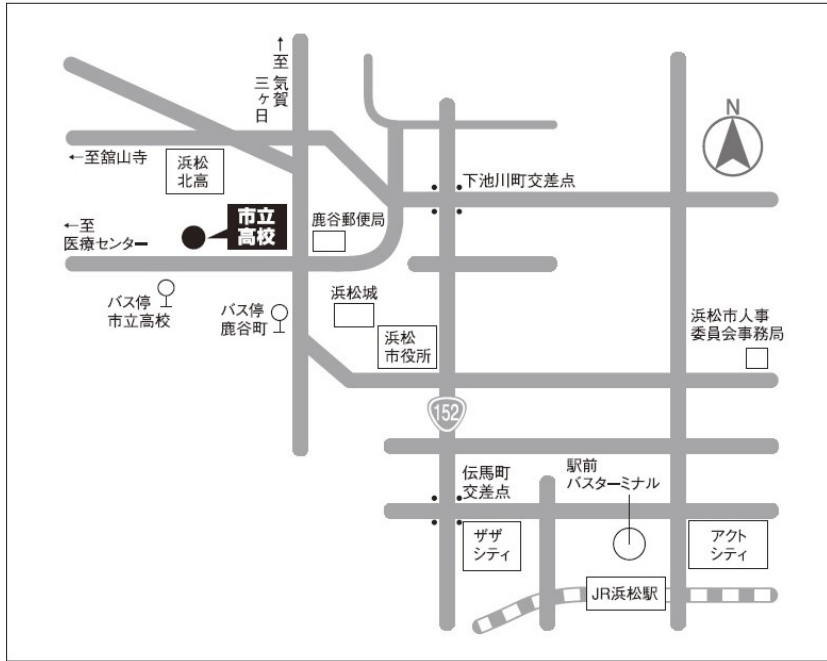 ↑至 気賀
三ヶ日
N
←至舘山寺
浜松
北高
下池川町交差点
市立
高校
鹿谷郵便局
←至
医療センター
バス停
市立高校
バス停
鹿谷町
浜松城
浜松
市役所
浜松市人事
委員会事務局
152
伝馬町
交差点
駅前
バスターミナル
ザザ
シティ
アクト
シティ
JR浜松駅